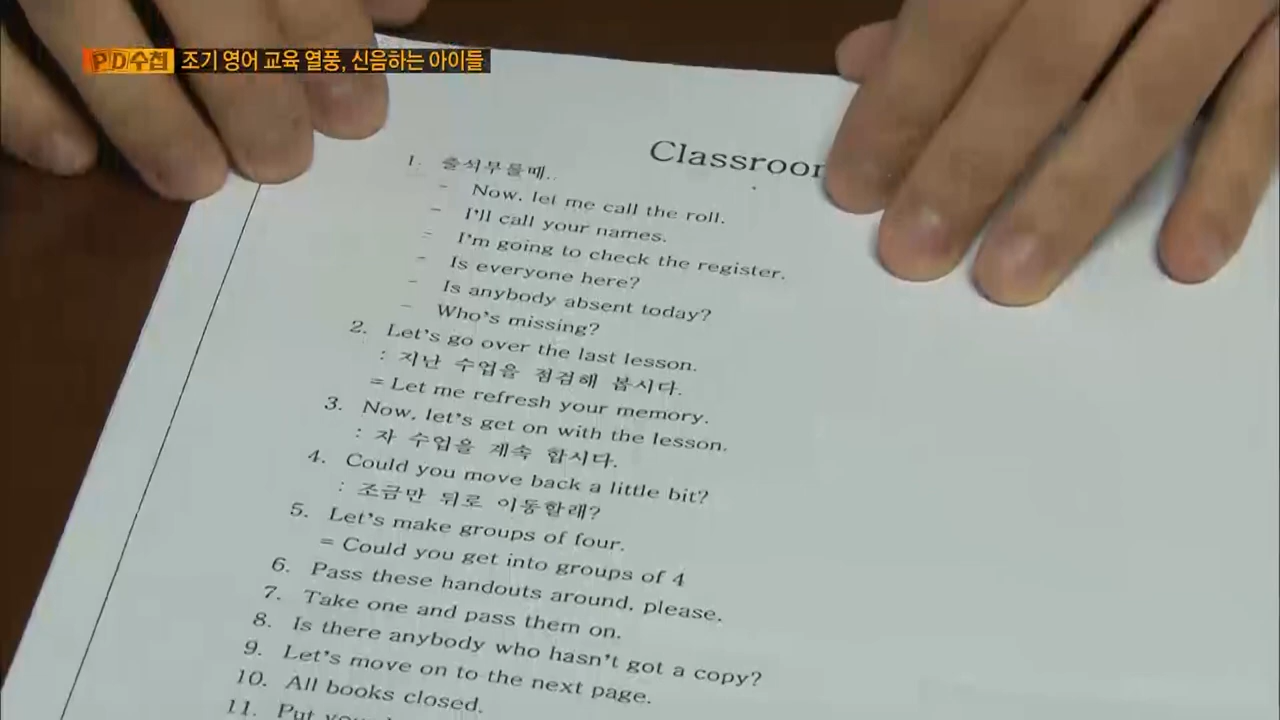 PD수첩 조기 영어 교육 열풍, 신음하는 아이들
Classroom
1. 출석부를때..
- Now, let me call the roll.
- I'll call your names.
- I'm going to check the register.
- Is everyone here?
- Is anybody absent today?
- Who's missing?
2. Let's go over the last lesson.
: 지난 수업을 점검해 봅시다.
= Let me refresh your memory.
3. Now, let's get on with the lesson.
: 자 수업을 계속 합시다.
4. Could you move back a little bit?
: 조금만 뒤로 이동할래?
5. Let's make groups of four.
= Could you get into groups of 4
6. Pass these handouts around, please.
7. Take one and pass them on.
8. Is there anybody who hasn't got a copy?
9. Let's move on to the next page.
10. All books closed.
11. Put